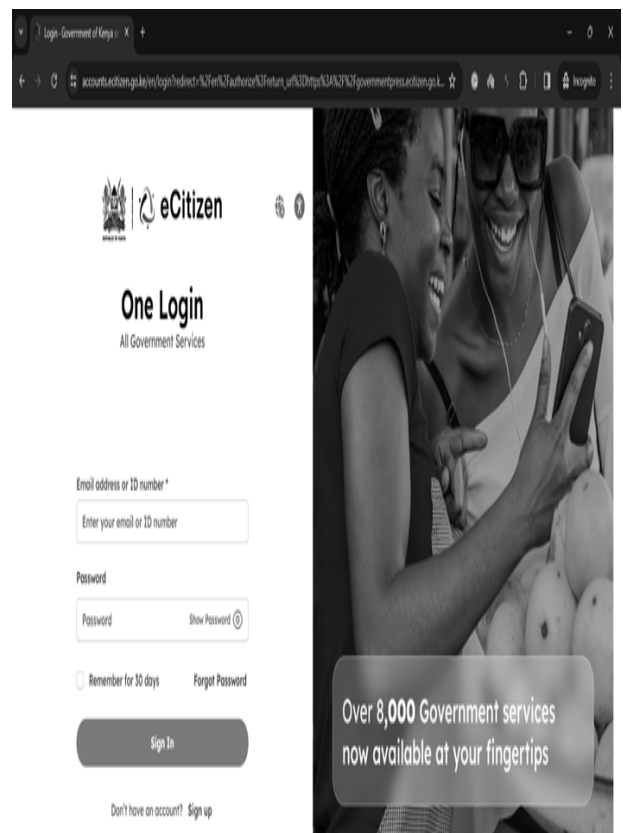 Login - Government of Kenya
accounts.ecitizen.go.ke/en/login?redirect=%2Fen%2Fauthorize%3Freturn_url%3Dhttps%3A%2F%2Fgovernmentpress.ecitizen.go.k...
Incognito
REPUBLIC OF KENYA
eCitizen
One Login
All Government Services
Email address or ID number *
Enter your email or ID number
Password
Password
Show Password
Remember for 30 days
Forgot Password
Sign In
Don't have an account? Sign up
Over 8,000 Government services
now available at your fingertips